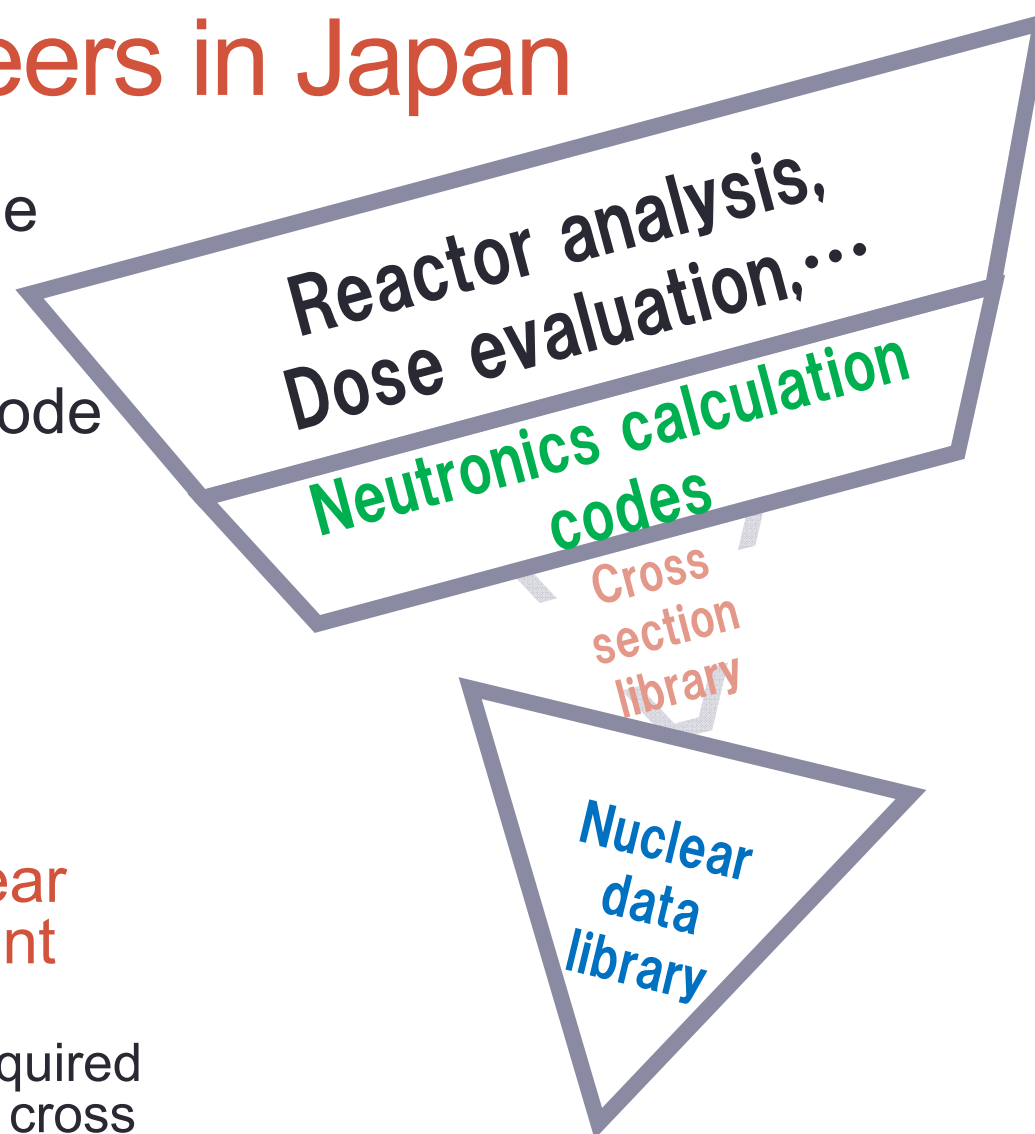 eers in Japan
e
ode
Reactor analysis,
Dose evaluation,···
Neutronics calculation
codes
Cross
section
library
Nuclear
data
library
ear
nt
quired
cross